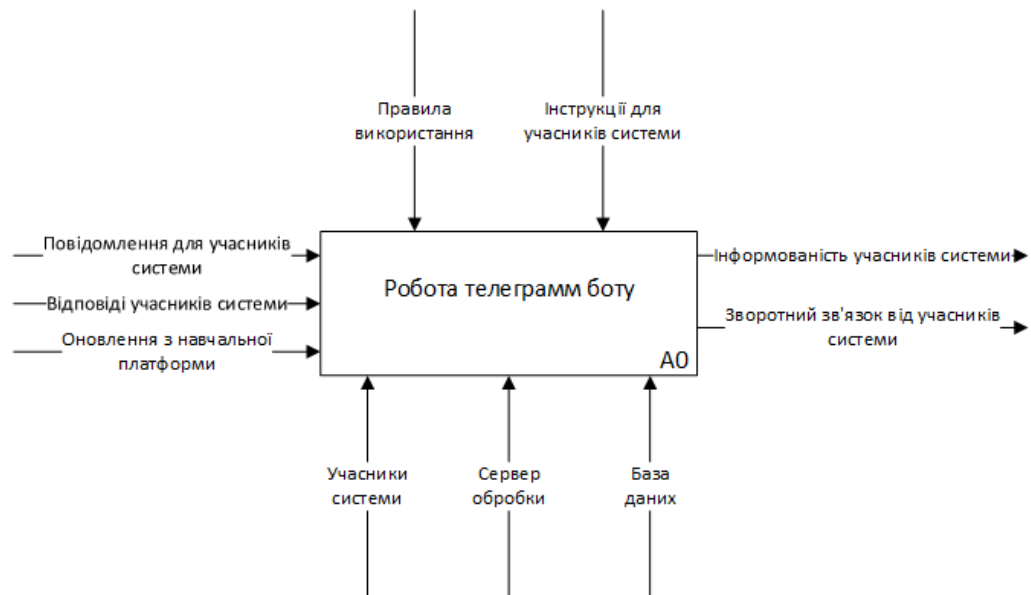 Правила
використання
Інструкції для
учасників системи
Повідомлення для учасників
системи
Відповіді учасників системи
Оновлення з навчальної
платформи
Робота телеграмм боту
А0
Інформованість учасників системи
Зворотний зв'язок від учасників
системи
Учасники
системи
Сервер
обробки
База
даних